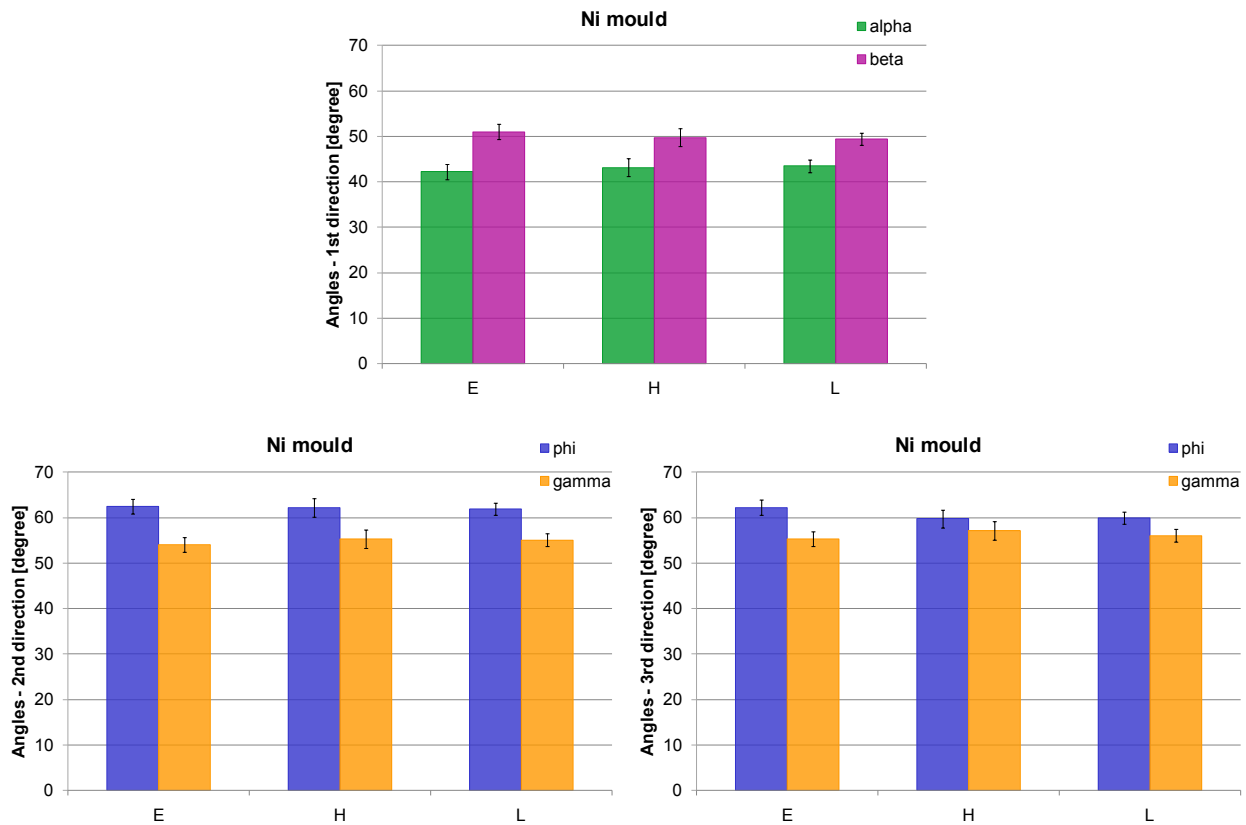 Ni mould
alpha
beta
Angles - 1st direction [degree]
70
60
50
40
30
20
10
0
E H L
Ni mould
phi
gamma
Angles - 2nd direction [degree]
70
60
50
40
30
20
10
0
E H L
Ni mould
phi
gamma
Angles - 3rd direction [degree]
70
60
50
40
30
20
10
0
E H L